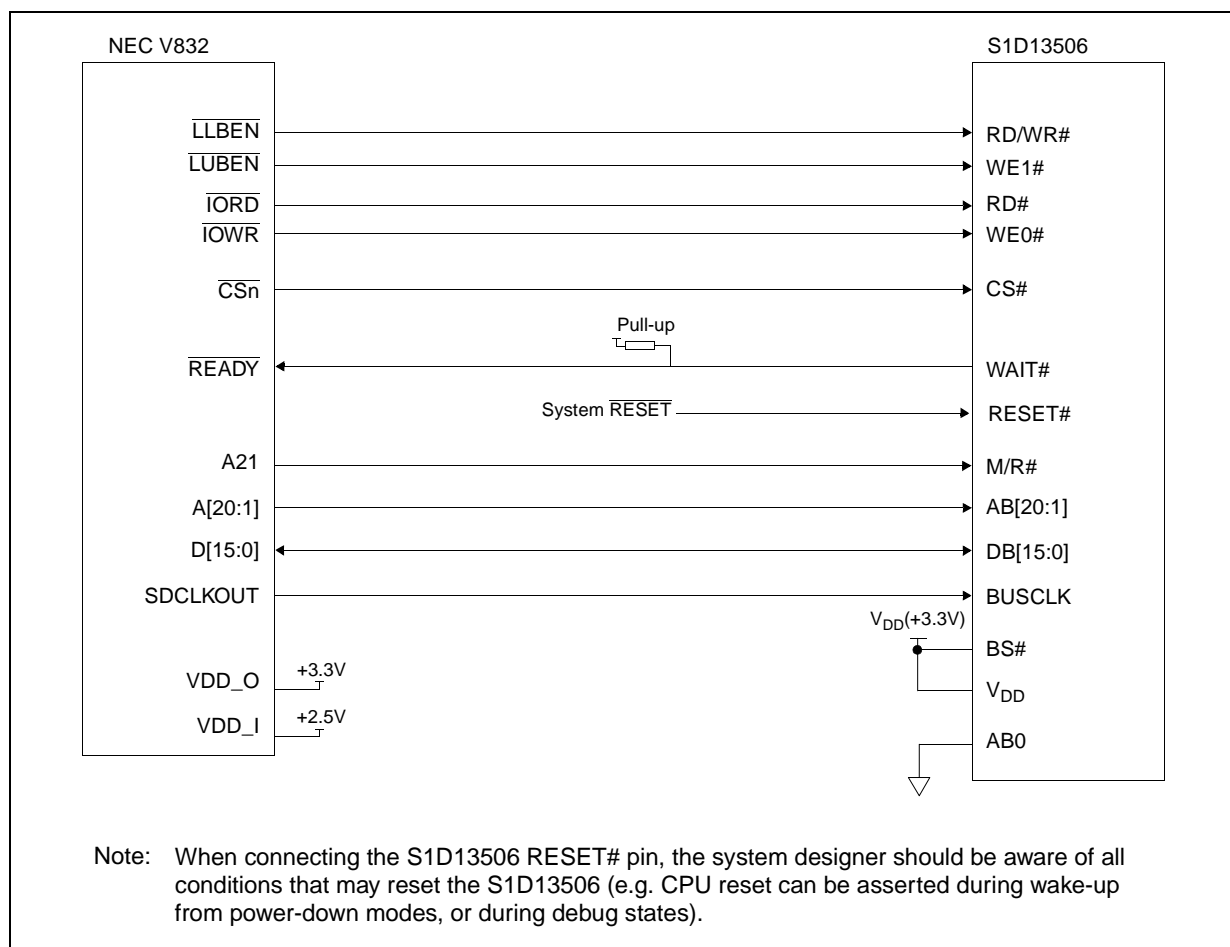 NEC V832
S1D13506
LLBEN
RD/WR#
LUBEN
WE1#
IORD
RD#
IOWR
WE0#
CSn
CS#
Pull-up
READY
WAIT#
System RESET
RESET#
A21
M/R#
A[20:1]
AB[20:1]
D[15:0]
DB[15:0]
SDCLKOUT
BUSCLK
VDD(+3.3V)
BS#
VDD_O
+3.3V
VDD
VDD_I
+2.5V
AB0
Note: When connecting the S1D13506 RESET# pin, the system designer should be aware of all
conditions that may reset the S1D13506 (e.g. CPU reset can be asserted during wake-up
from power-down modes, or during debug states).